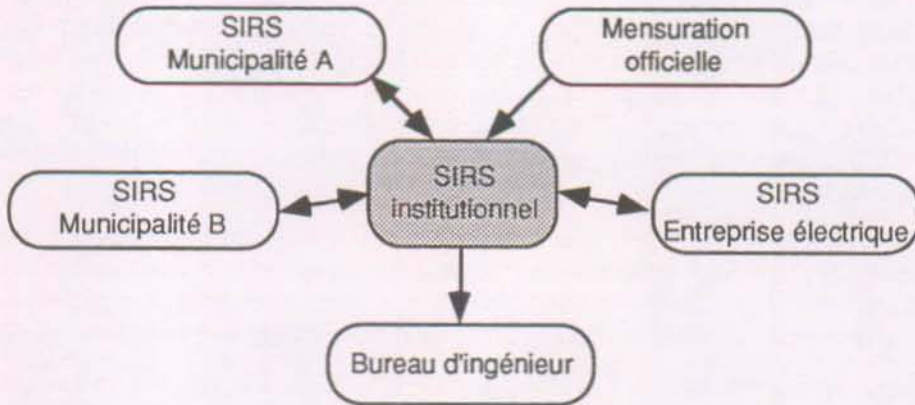 SIRS
Municipalité A
Mensuration
officielle
SIRS
Municipalité B
SIRS
institutionnel
SIRS
Entreprise électrique
Bureau d'ingénieur